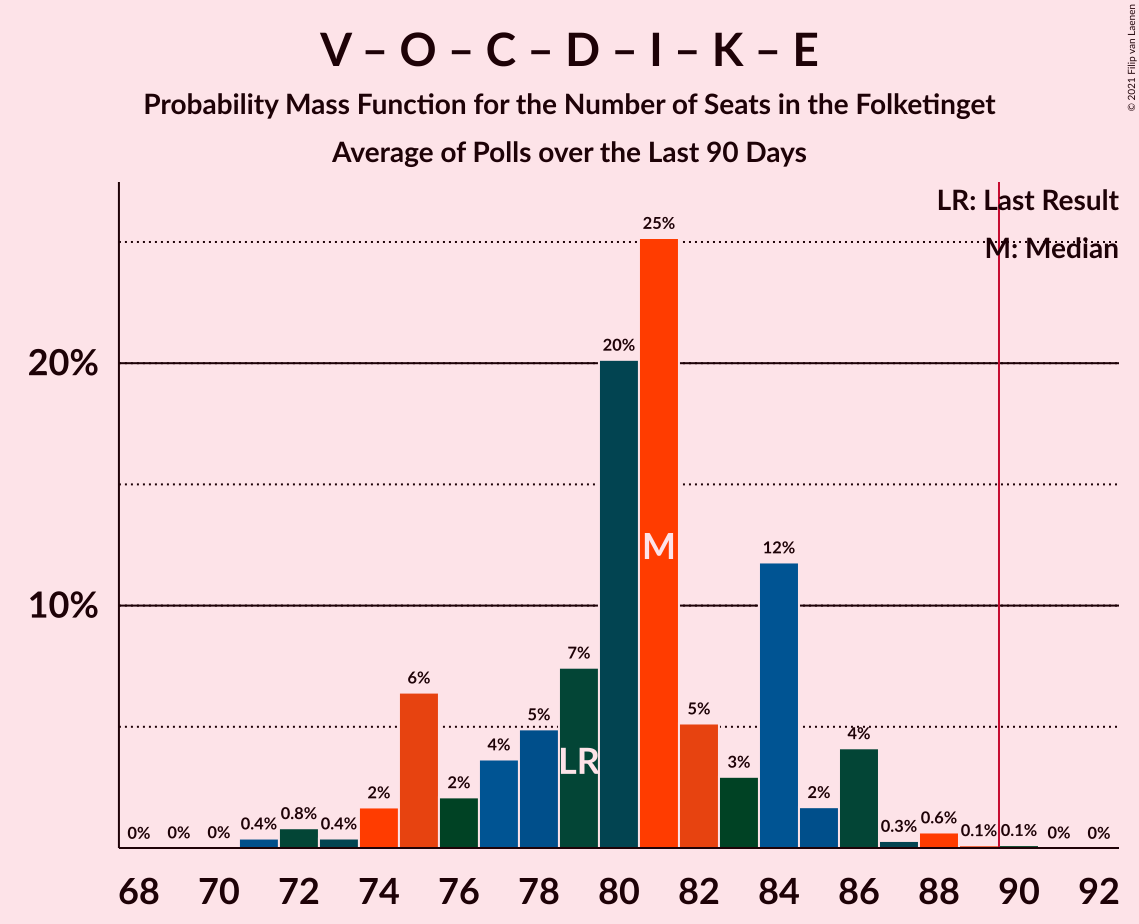 V – O – C – D – I – K – E
Probability Mass Function for the Number of Seats in the Folketinget
Average of Polls over the Last 90 Days
© 2021 Filip van Laenen
LR: Last Result
M: Median
20%
10%
0% 0% 0% 0.4% 0.8% 0.4% 2% 6% 2% 4% 5% 7% 20% 25% 5% 3% 12% 2% 4% 0.3% 0.6% 0.1% 0.1% 0% 0%
M
LR
68 70 72 74 76 78 80 82 84 86 88 90 92